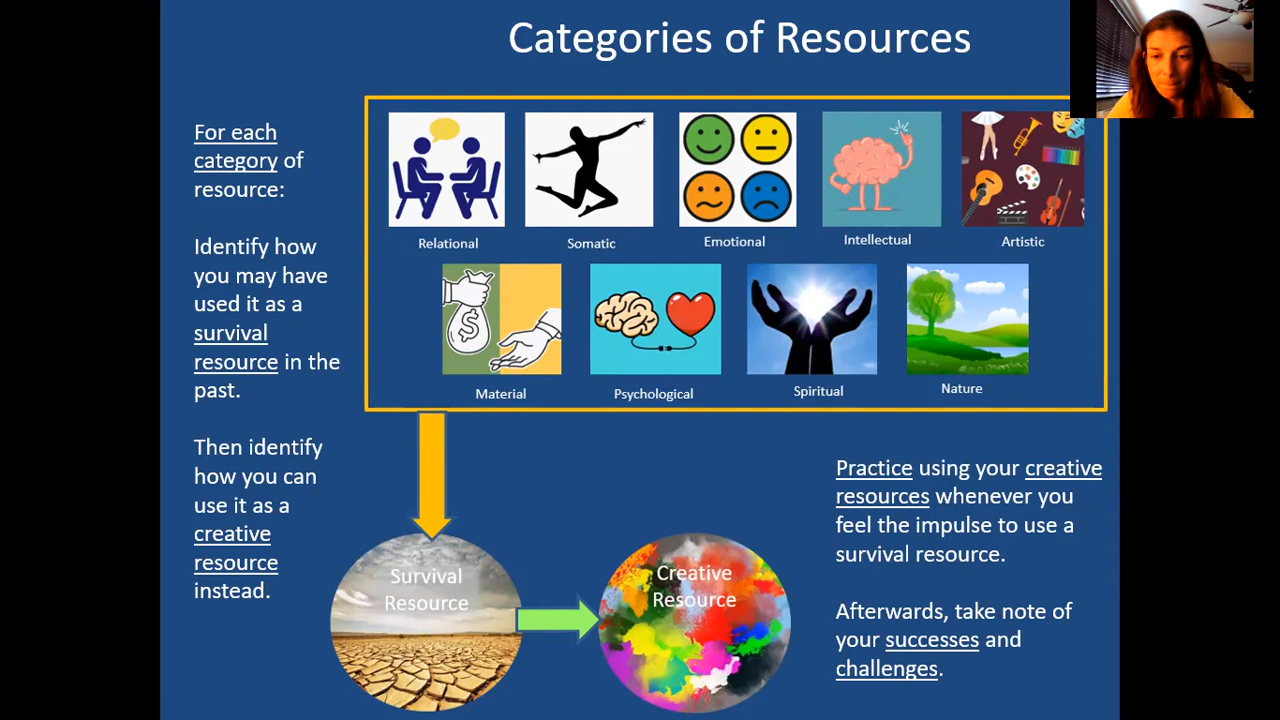 Categories of Resources
For each
category of
resource:
Identify how
you may have
used it as a
survival
resource in the
past.
Then identify
how you can
use it as a
creative
resource
instead.
Relational
Somatic
Emotional
Intellectual
Artistic
$
Material
Psychological
Spiritual
Nature
Survival
Resource
Creative
Resource
Practice using your creative
resources whenever you
feel the impulse to use a
survival resource.
Afterwards, take note of
your successes and
challenges.